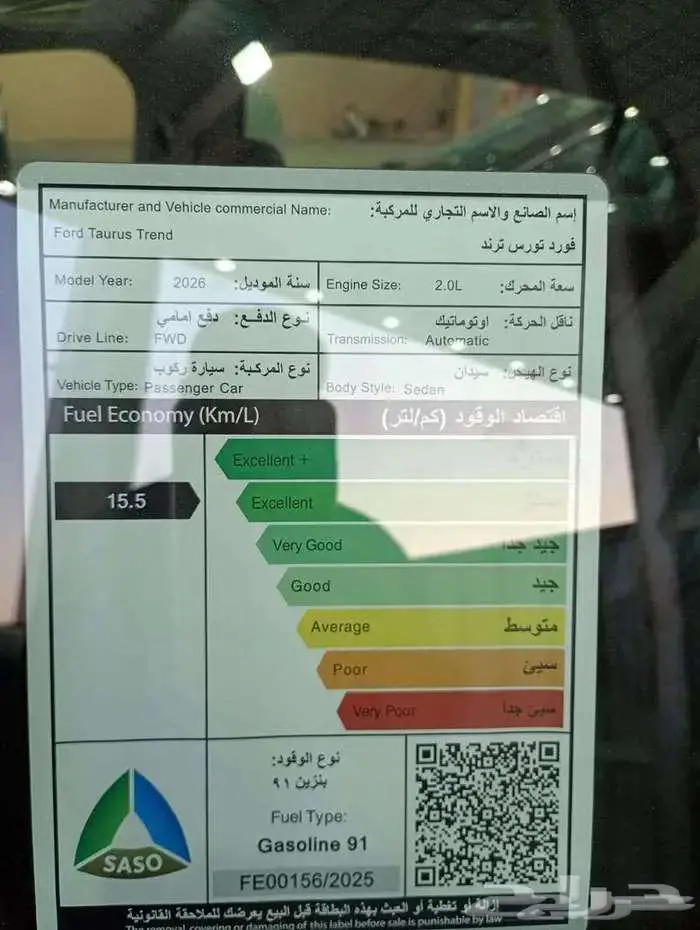 Manufacturer and Vehicle commercial Name: إسم الصانع والاسم التجاري للمركبة:
Ford Taurus Trend فورد تورس ترند
Model Year: 2026 سنة الموديل:
Engine Size: 2.0L سعة المحرك:
نوع الدفع: دفع امامي
Drive Line: FWD
ناقل الحركة: اوتوماتيك
Transmission: Automatic
نوع المركبة: سيارة ركوب
Vehicle Type: Passenger Car
نوع الهيكل: سيدان
Body Style: Sedan
Fuel Economy (Km/L) اقتصاد الوقود (كم/لتر)
Excellent +
15.5
Excellent
Very Good جيد جداً
Good جيد
Average متوسط
Poor سيئ
Very Poor سيئ جداً
SASO
نوع الوقود:
بنزين ٩١
Fuel Type:
Gasoline 91
FE00156/2025
إزالة أو تغطية أو العبث بهذه البطاقة قبل البيع يعرضك للملاحقة القانونية
The removal, covering or damaging of this label before sale is punishable by law
حراج